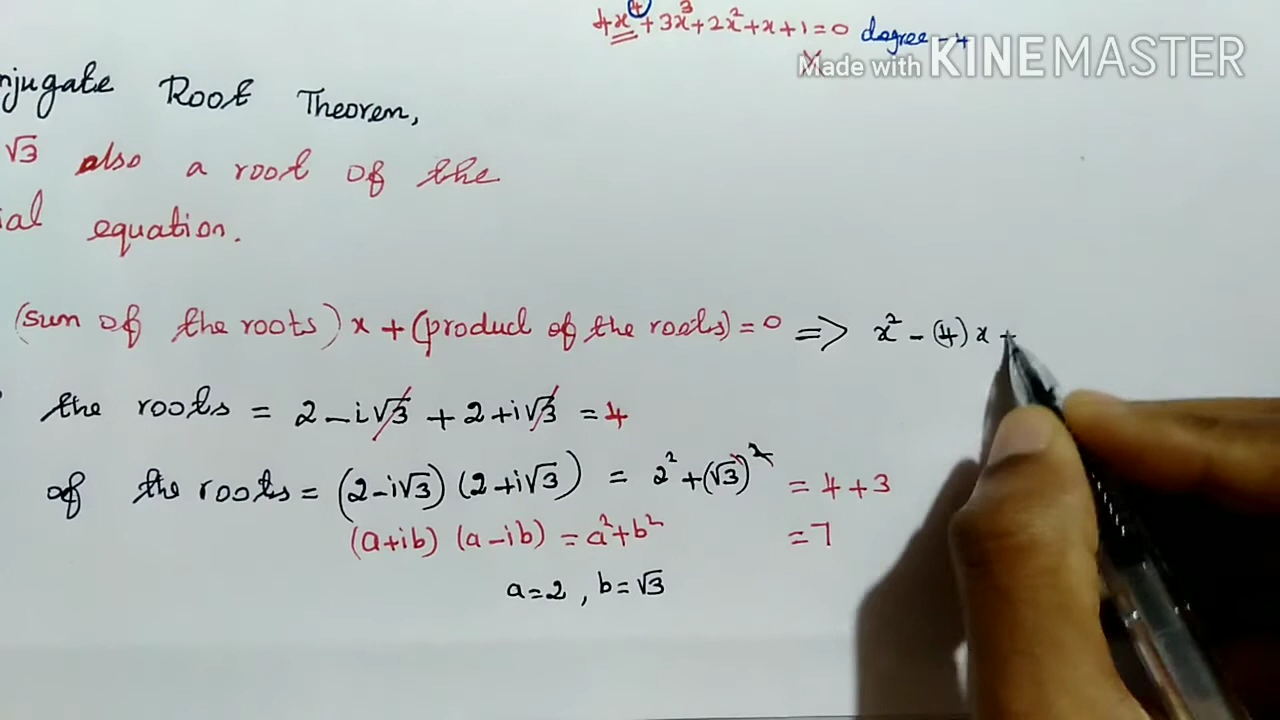 4x⁴+3x³+2x²+x+1=0 degree-4
Made with KINEMASTER
njugate Root Theorem,
√3 also a root of the
ial equation.
(sum of the roots) x + (product of the roots) = 0 => x² - (4) x +
the roots = 2 - i√3 + 2 + i√3 = 4
of the roots = (2-i√3) (2+i√3) = 2² + (√3)² = 4+3
(a+ib) (a-ib) = a²+b² = 7
a=2, b=√3